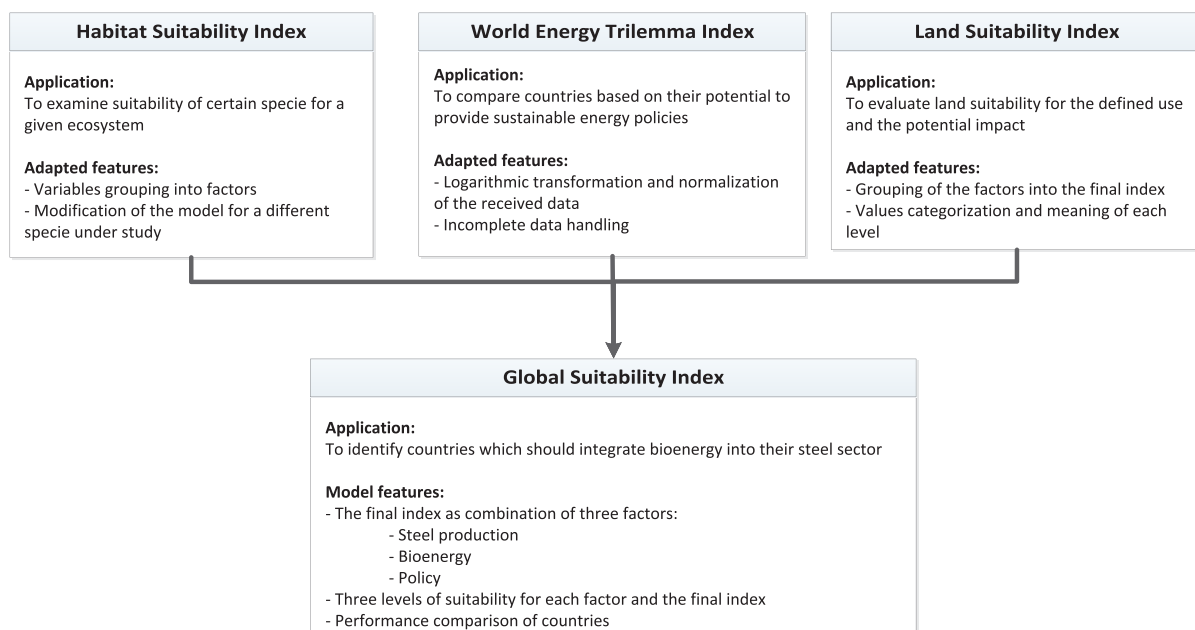 Habitat Suitability Index
Application:
To examine suitability of certain specie for a
given ecosystem
Adapted features:
- Variables grouping into factors
- Modification of the model for a different
specie under study
World Energy Trilemma Index
Application:
To compare countries based on their potential to
provide sustainable energy policies
Adapted features:
- Logarithmic transformation and normalization
of the received data
- Incomplete data handling
Land Suitability Index
Application:
To evaluate land suitability for the defined use
and the potential impact
Adapted features:
- Grouping of the factors into the final index
- Values categorization and meaning of each
level
Global Suitability Index
Application:
To identify countries which should integrate bioenergy into their steel sector
Model features:
- The final index as combination of three factors:
- Steel production
- Bioenergy
- Policy
- Three levels of suitability for each factor and the final index
- Performance comparison of countries